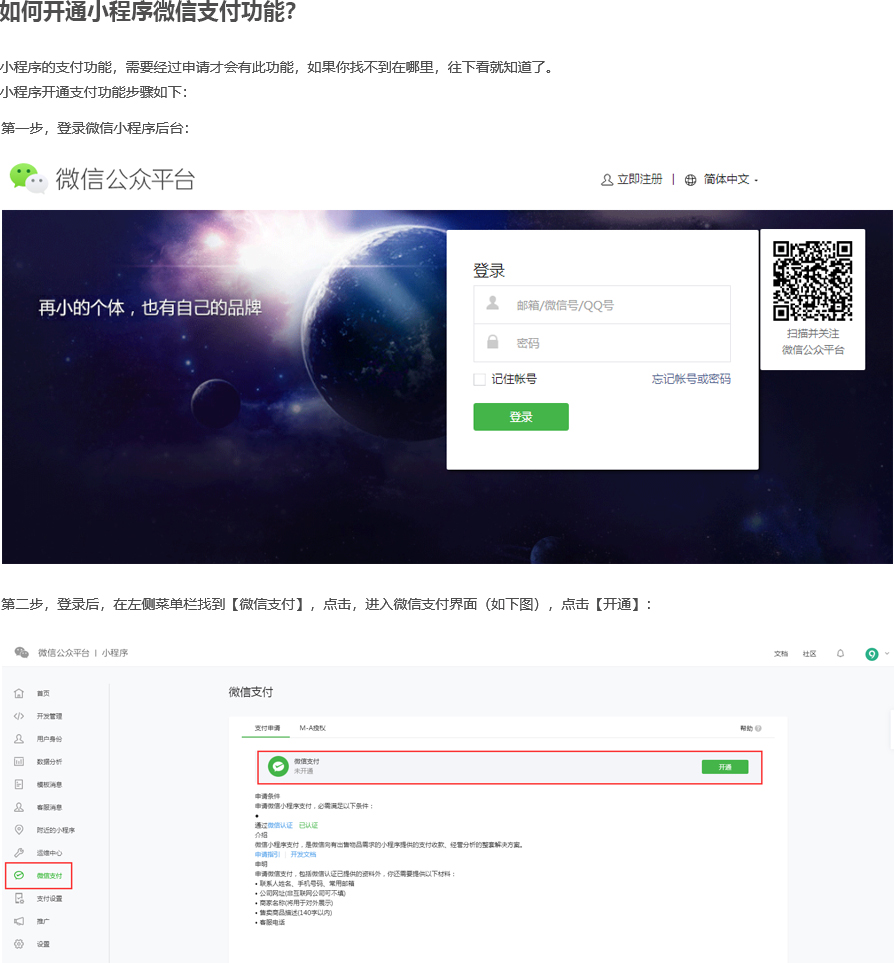 如何开通小程序微信支付功能？
小程序的支付功能，需要经过申请才会有此功能，如果你找不到在哪里，往下看就知道了。
小程序开通支付功能步骤如下：
第一步，登录微信小程序后台：
微信公众平台
立即注册 | 简体中文
再小的个体，也有自己的品牌
登录
邮箱/微信号/QQ号
密码
记住帐号 忘记帐号或密码
登录
扫描并关注
微信公众平台
第二步，登录后，在左侧菜单栏找到【微信支付】，点击，进入微信支付界面（如下图），点击【开通】：
微信公众平台 | 小程序
文档 社区
首页
开发管理
用户身份
数据分析
模板消息
客服消息
附近的小程序
运维中心
微信支付
支付设置
推广
设置
微信支付
支付申请 M-A授权 帮助
微信支付
未开通
开通
申请条件
申请微信小程序支付，必需满足以下条件：
•
通过微信认证 已认证
介绍
微信小程序支付，是微信向有出售物品需求的小程序提供的支付收款、经营分析的整套解决方案。
申请指引 | 开发文档
申明
申请微信支付，包括微信认证已提供的资料外，你还需要提供以下材料：
• 联系人姓名、手机号码、常用邮箱
• 公司网址(非互联网公司可不填)
• 商家名称(将用于对外展示)
• 售卖商品描述(140字以内)
• 客服电话